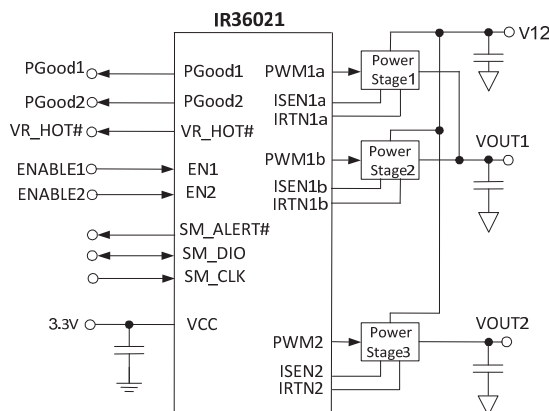 IR36021
PGood1
PGood1
PWM1a
Power
Stage1
V12
ISEN1a
IRTN1a
PGood2
PGood2
VR_HOT#
VR_HOT#
ENABLE1
EN1
PWM1b
Power
Stage2
VOUT1
ENABLE2
EN2
ISEN1b
IRTN1b
SM_ALERT#
SM_DIO
SM_CLK
3.3V
VCC
PWM2
Power
Stage3
VOUT2
ISEN2
IRTN2